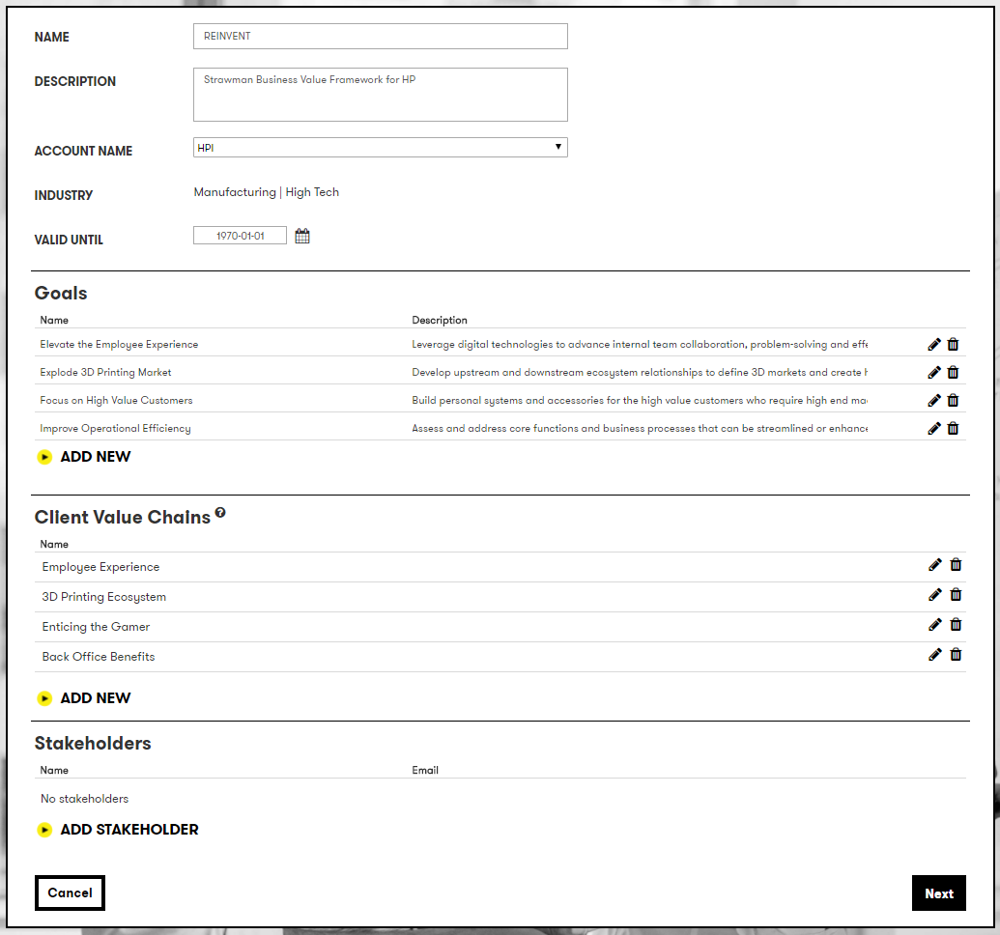 NAME REINVENT
DESCRIPTION Strawman Business Value Framework for HP
ACCOUNT NAME HPI
INDUSTRY Manufacturing | High Tech
VALID UNTIL 1970-01-01
Goals
Name Description
Elevate the Employee Experience Leverage digital technologies to advance internal team collaboration, problem-solving and effe
Explode 3D Printing Market Develop upstream and downstream ecosystem relationships to define 3D markets and create
Focus on High Value Customers Build personal systems and accessories for the high value customers who require high end ma
Improve Operational Efficiency Assess and address core functions and business processes that can be streamlined or enhance
ADD NEW
Client Value Chains ?
Name
Employee Experience
3D Printing Ecosystem
Enticing the Gamer
Back Office Benefits
ADD NEW
Stakeholders
Name Email
No stakeholders
ADD STAKEHOLDER
Cancel Next